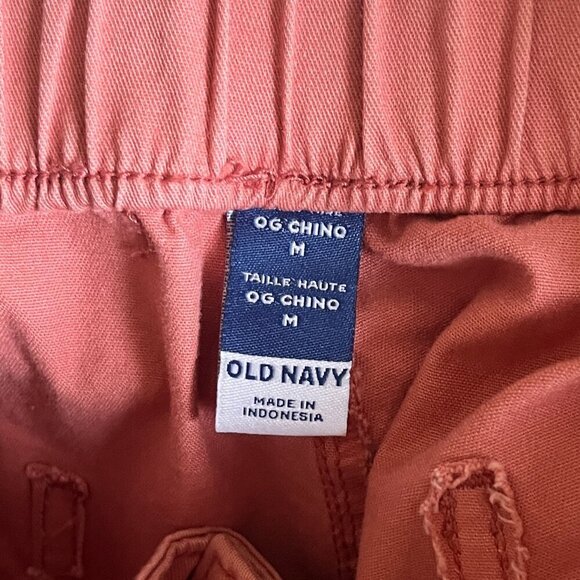 OG CHINO
M
TAILLE HAUTE
OG CHINO
M
OLD NAVY
MADE IN
INDONESIA